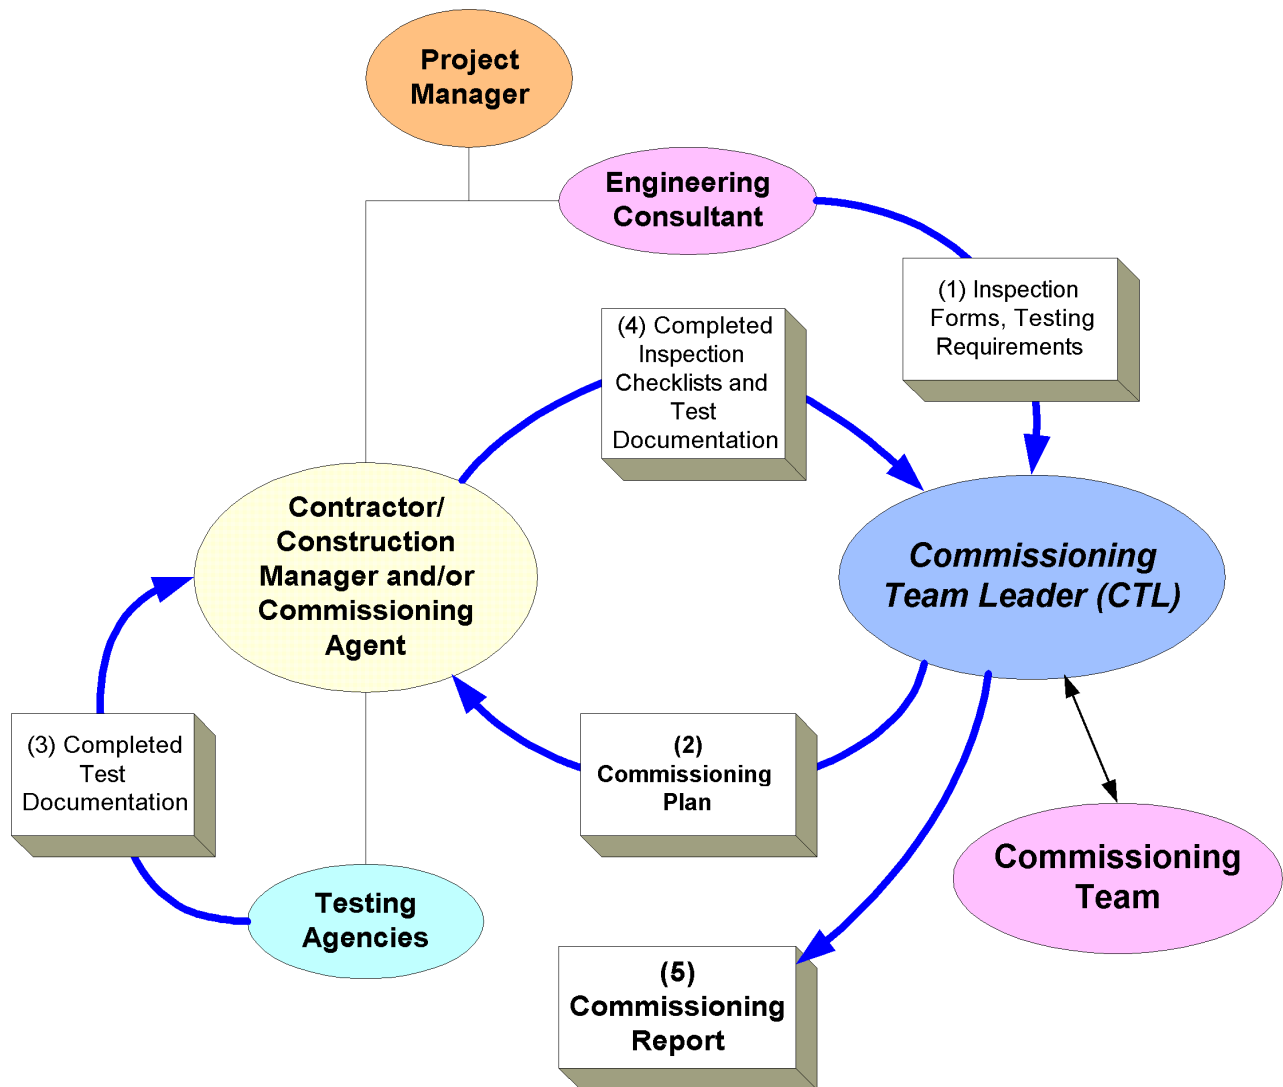 Project
Manager
Engineering
Consultant
(1) Inspection
Forms, Testing
Requirements
(4) Completed
Inspection
Checklists and
Test
Documentation
Contractor/
Construction
Manager and/or
Commissioning
Agent
Commissioning
Team Leader (CTL)
(3) Completed
Test
Documentation
(2)
Commissioning
Plan
Commissioning
Team
Testing
Agencies
(5)
Commissioning
Report